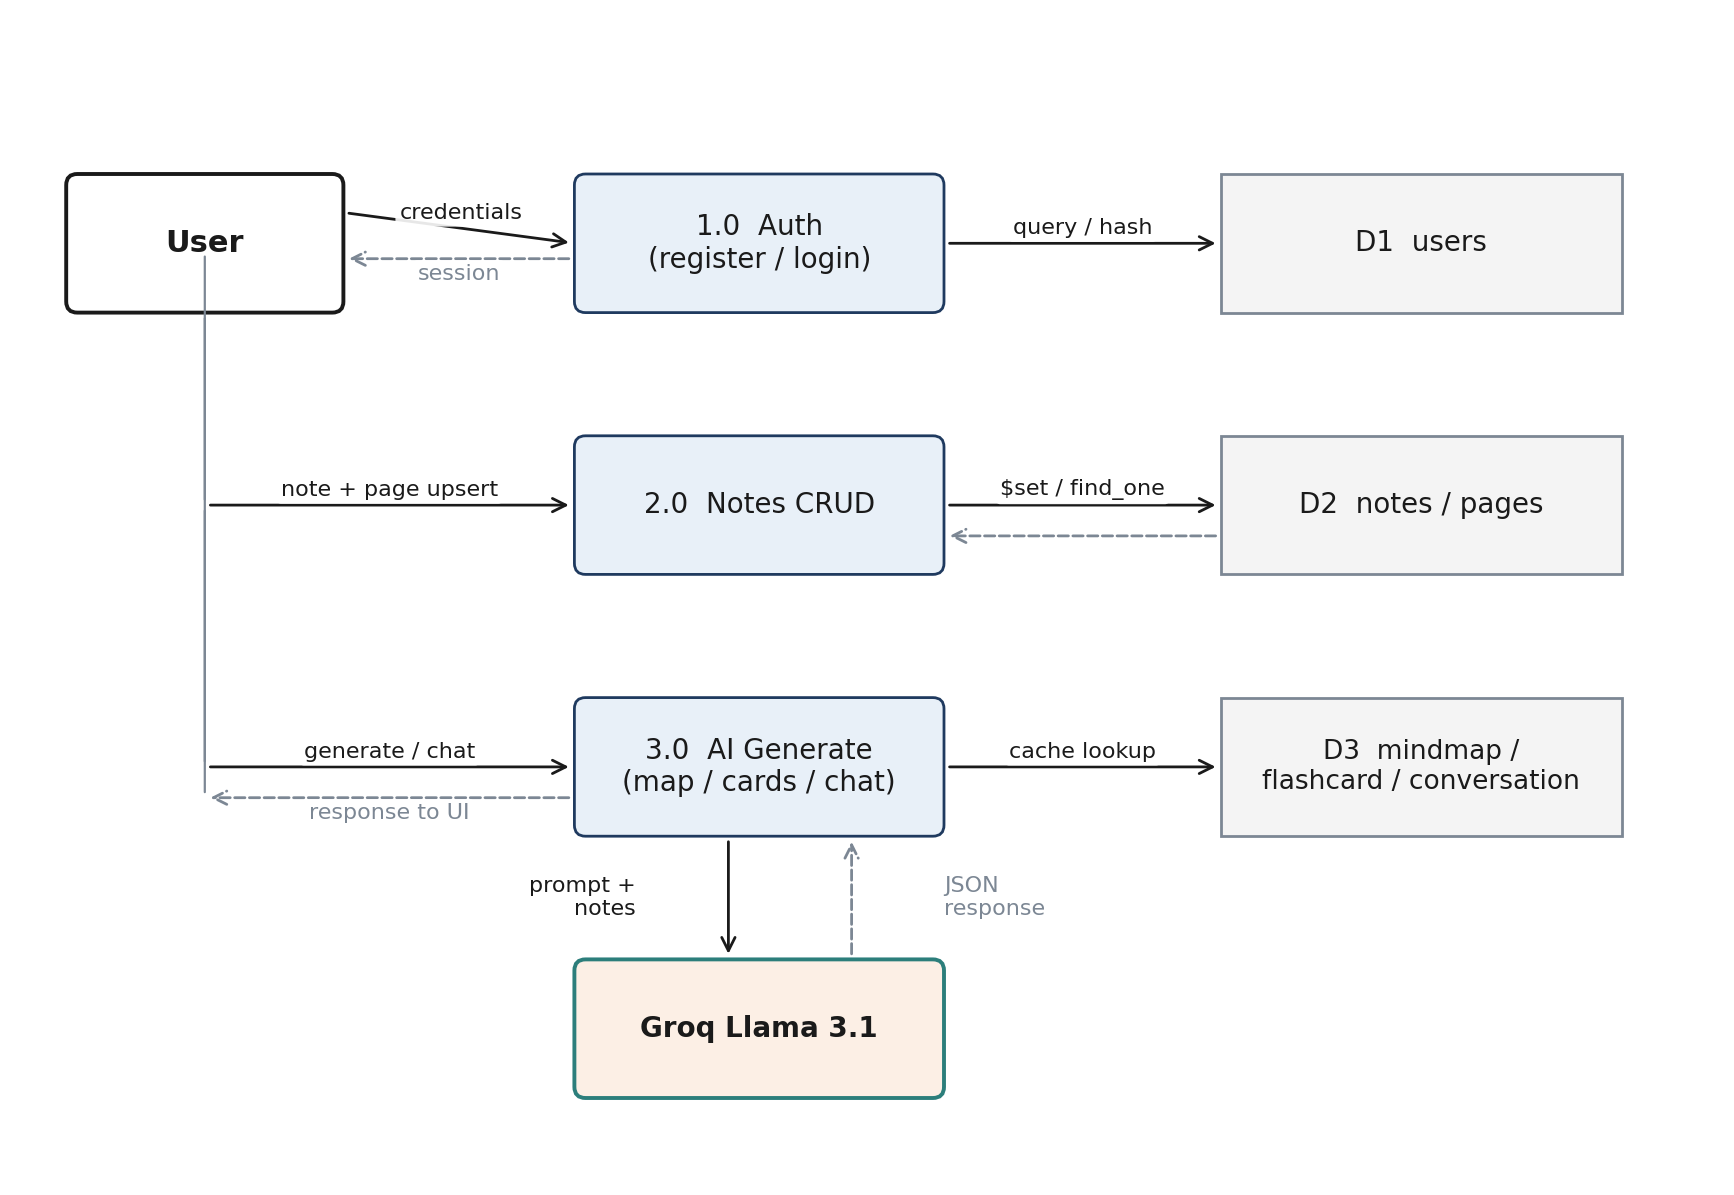 User
credentials
session
1.0  Auth
(register / login)
query / hash
D1  users
note + page upsert
2.0  Notes CRUD
$set / find_one
D2  notes / pages
generate / chat
response to UI
3.0  AI Generate
(map / cards / chat)
cache lookup
D3  mindmap /
flashcard / conversation
prompt +
notes
JSON
response
Groq Llama 3.1